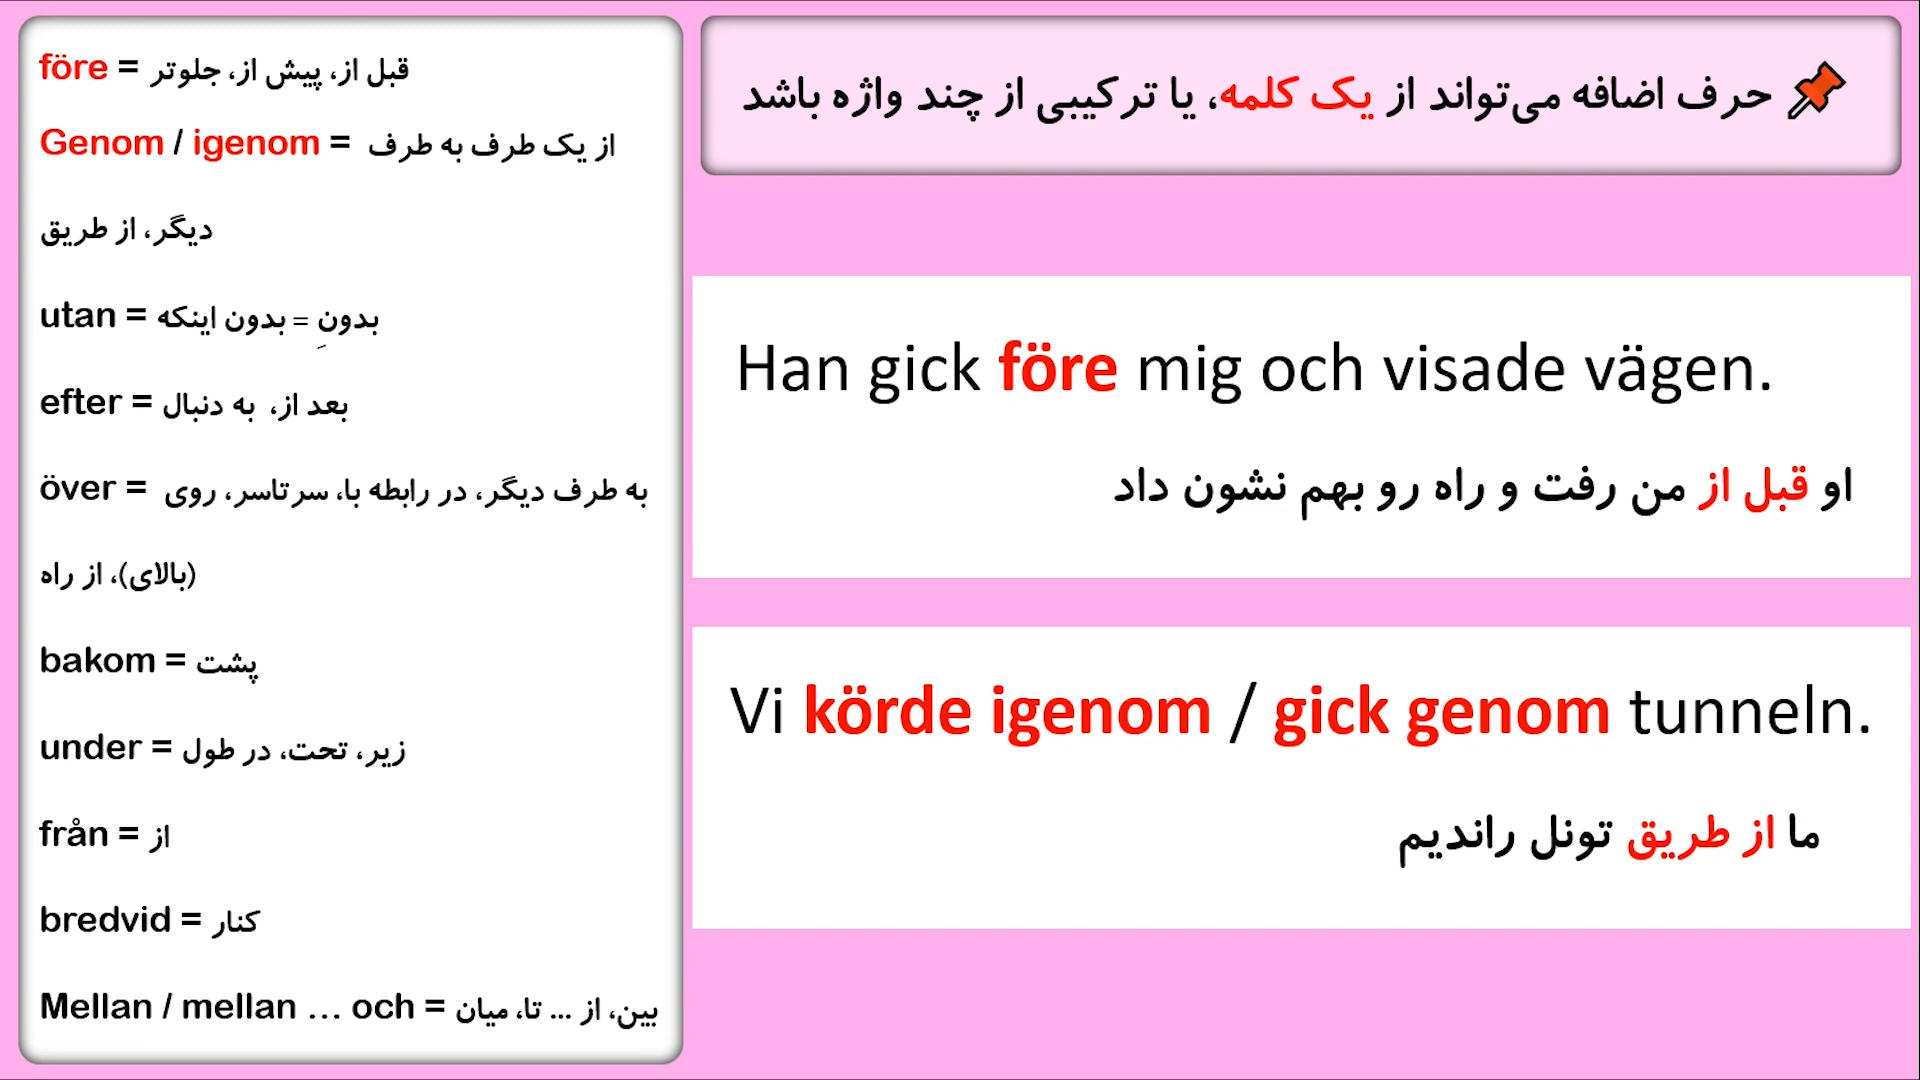 före = قبل از، پیش از، جلوتر
Genom / igenom = از یک طرف به طرف
دیگر، از طریق
utan = بدونِ = بدون اینکه
efter = بعد از، به دنبال
över = به طرف دیگر، در رابطه با، سرتاسر، روی
(بالای)، از راه
bakom = پشت
under = زیر، تحت، در طول
från = از
bredvid = کنار
Mellan / mellan … och = بین، از ... تا، میان
حرف اضافه می‌تواند از یک کلمه، یا ترکیبی از چند واژه باشد
Han gick före mig och visade vägen.
او قبل از من رفت و راه رو بهم نشون داد
Vi körde igenom / gick genom tunneln.
ما از طریق تونل راندیم